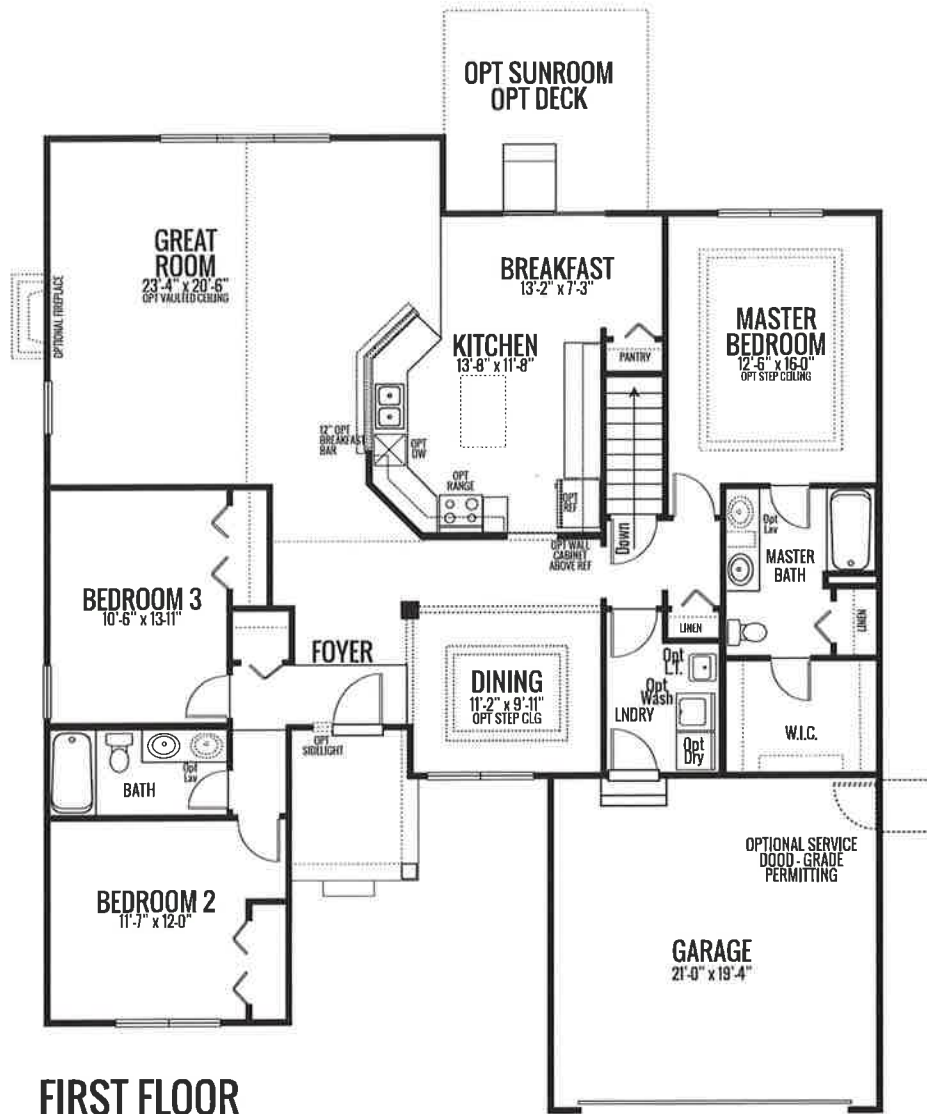 OPT SUNROOM
OPT DECK
GREAT
ROOM
23'-4" x 20'-6"
OPT VAULTED CEILING
OPTIONAL FIREPLACE
BREAKFAST
13'-2" x 7'-3"
KITCHEN
13'-8" x 11'-8"
PANTRY
MASTER
BEDROOM
12'-6" x 16-0"
OPT STEP CEILING
12" OPT
BREAKFAST
BAR
OPT
DW
OPT
RANGE
OPT
REF
OPT WALL
CABINET
ABOVE REF
Down
Opt
Lav
MASTER
BATH
LINEN
LINEN
BEDROOM 3
10'-6" x 13-11"
FOYER
DINING
11'-2" x 9'-11"
OPT STEP CLG
Opt
L.T.
Opt
Wash
LNDRY
Opt
Dry
W.I.C.
OPT
SIDELIGHT
Opt
Lav
BATH
OPTIONAL SERVICE
DOOD - GRADE
PERMITTING
BEDROOM 2
11'-7" x 12-0"
GARAGE
21'-0" x 19'-4"
FIRST FLOOR